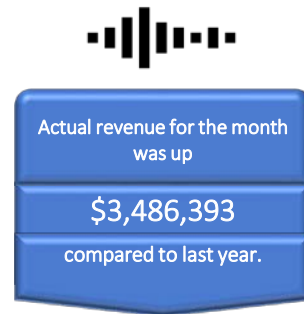 Actual revenue for the month
was up
$3,486,393
compared to last year.